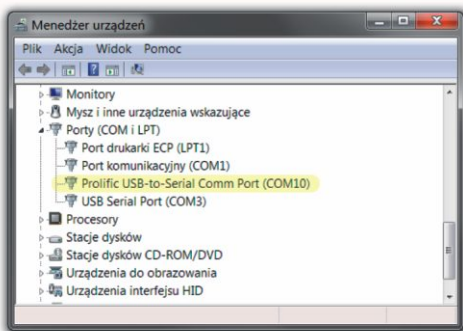 Menedżer urządzeń
Plik Akcja Widok Pomoc
Monitory
Mysz i inne urządzenia wskazujące
Porty (COM i LPT)
Port drukarki ECP (LPT1)
Port komunikacyjny (COM1)
Prolific USB-to-Serial Comm Port (COM10)
USB Serial Port (COM3)
Procesory
Stacje dysków
Stacje dysków CD-ROM/DVD
Urządzenia do obrazowania
Urządzenia interfejsu HID